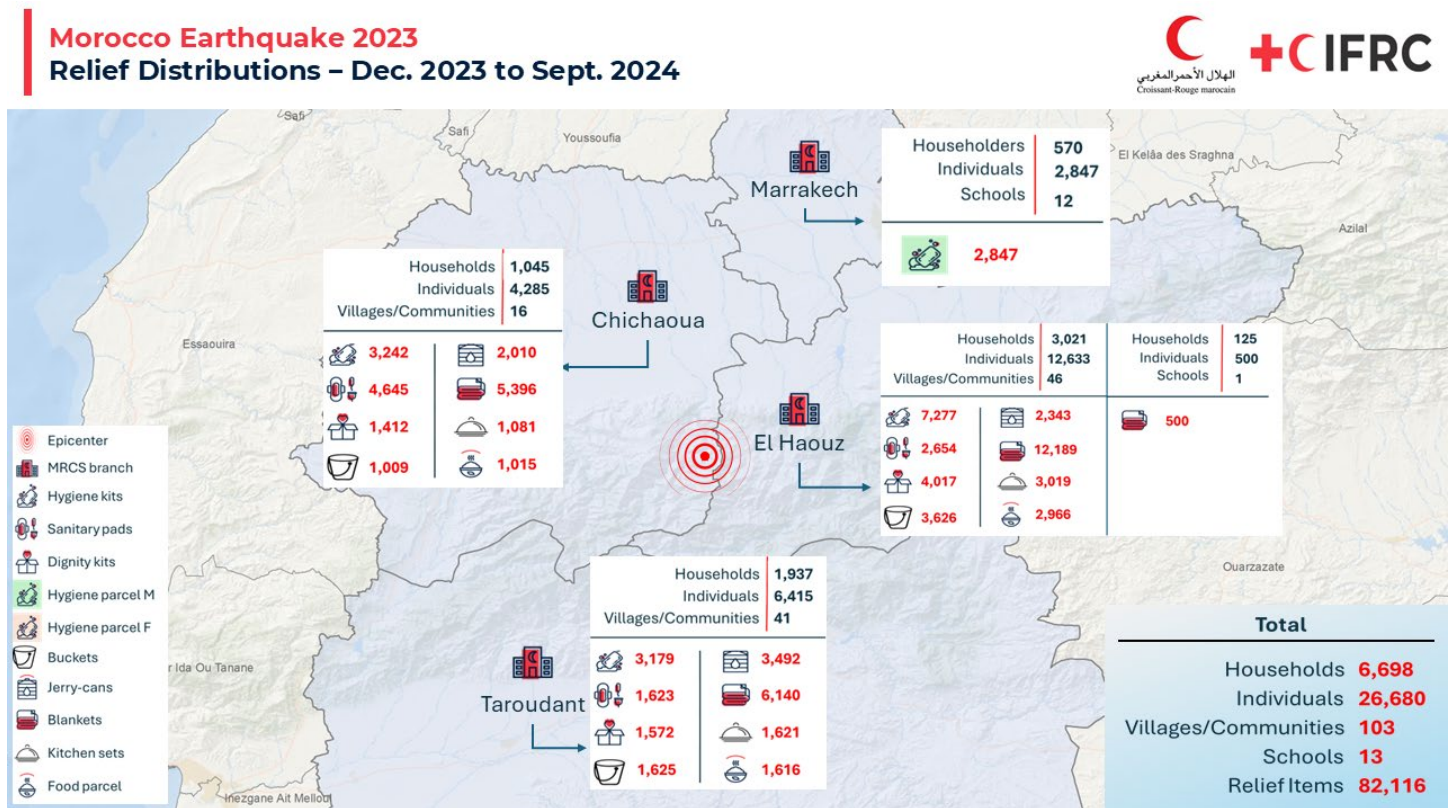 Morocco Earthquake 2023
Relief Distributions – Dec. 2023 to Sept. 2024
الهلال الأحمر المغربي
Croissant-Rouge marocain
IFRC
Safi
Safi
Youssoufia
El Kelâa des Sraghna
Azilal
Essaouira
Ouarzazate
r Ida Ou Tanane
Inezgane Ait Melloul
Marrakech
Householders 570
Individuals 2,847
Schools 12
2,847
Chichaoua
Households 1,045
Individuals 4,285
Villages/Communities 16
3,242 2,010
4,645 5,396
1,412 1,081
1,009 1,015
El Haouz
Households 3,021
Individuals 12,633
Villages/Communities 46
7,277 2,343
2,654 12,189
4,017 3,019
3,626 2,966
Households 125
Individuals 500
Schools 1
500
Taroudant
Households 1,937
Individuals 6,415
Villages/Communities 41
3,179 3,492
1,623 6,140
1,572 1,621
1,625 1,616
Epicenter
MRCS branch
Hygiene kits
Sanitary pads
Dignity kits
Hygiene parcel M
Hygiene parcel F
Buckets
Jerry-cans
Blankets
Kitchen sets
Food parcel
Total
Households 6,698
Individuals 26,680
Villages/Communities 103
Schools 13
Relief Items 82,116